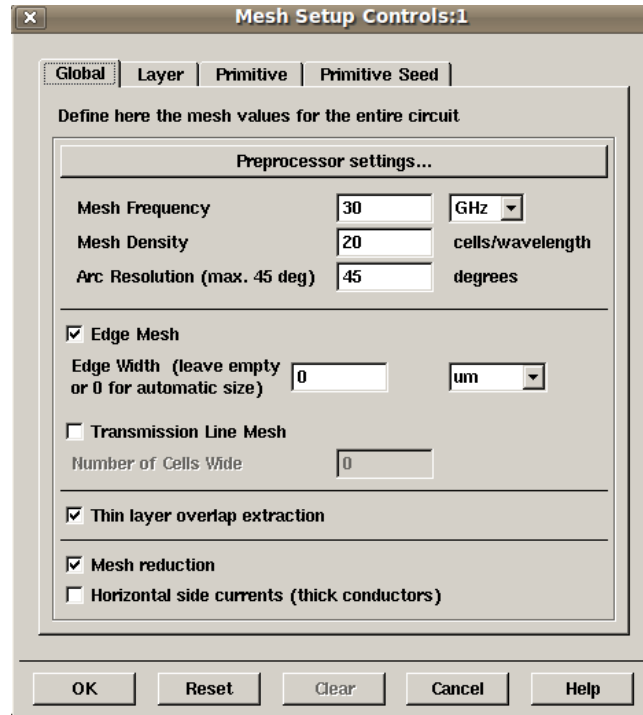 Mesh Setup Controls:1
Global Layer Primitive Primitive Seed
Define here the mesh values for the entire circuit
Preprocessor settings...
Mesh Frequency 30 GHz
Mesh Density 20 cells/wavelength
Arc Resolution (max. 45 deg) 45 degrees
Edge Mesh
Edge Width (leave empty
or 0 for automatic size) 0 um
Transmission Line Mesh
Number of Cells Wide 0
Thin layer overlap extraction
Mesh reduction
Horizontal side currents (thick conductors)
OK Reset Clear Cancel Help